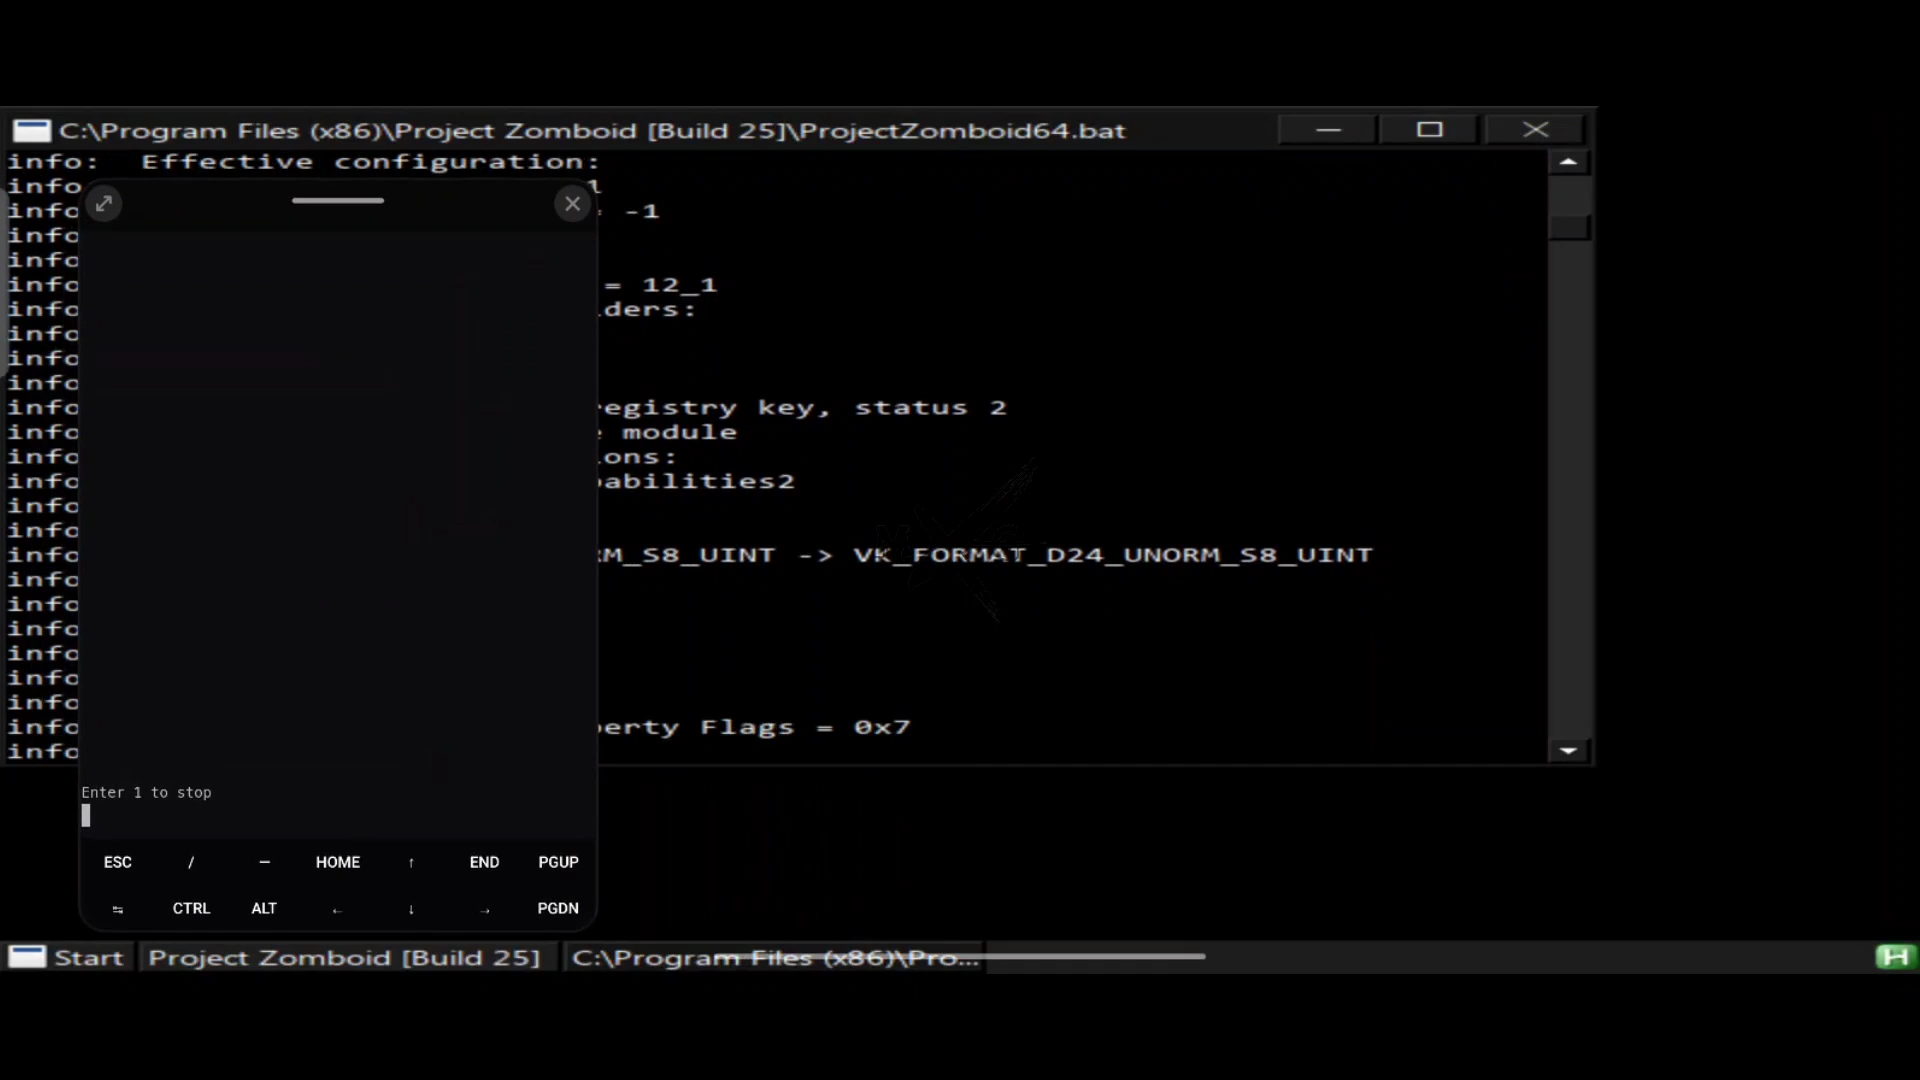 C:\Program Files (x86)\Project Zomboid [Build 25]\ProjectZomboid64.bat
info: Effective configuration:
info 1
info -1
info
info
info = 12_1
info ders:
info
info
info
info egistry key, status 2
info module
info ons:
info abilities2
info
info
info M_S8_UINT -> VK_FORMAT_D24_UNORM_S8_UINT
info
info
info
info
info
info
info erty Flags = 0x7
info
Enter 1 to stop
ESC / — HOME ↑ END PGUP
↹ CTRL ALT ← ↓ → PGDN
Start Project Zomboid [Build 25] C:\Program Files (x86)\Pro...
H